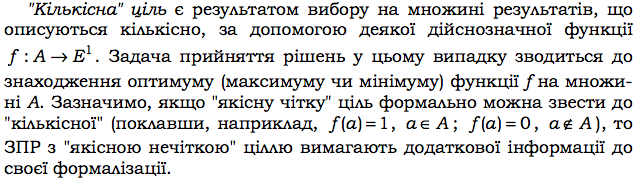 "Кількісна" ціль є результатом вибору на множині результатів, що
описуються кількісно, за допомогою деякої дійснозначної функції
f : A → E¹. Задача прийняття рішень у цьому випадку зводиться до
знаходження оптимуму (максимуму чи мінімуму) функції f на множи-
ні A. Зазначимо, якщо "якісну чітку" ціль формально можна звести до
"кількісної" (поклавши, наприклад, f(a) = 1, a ∈ A; f(a) = 0, a ∉ A), то
ЗПР з "якісною нечіткою" ціллю вимагають додаткової інформації до
своєї формалізації.